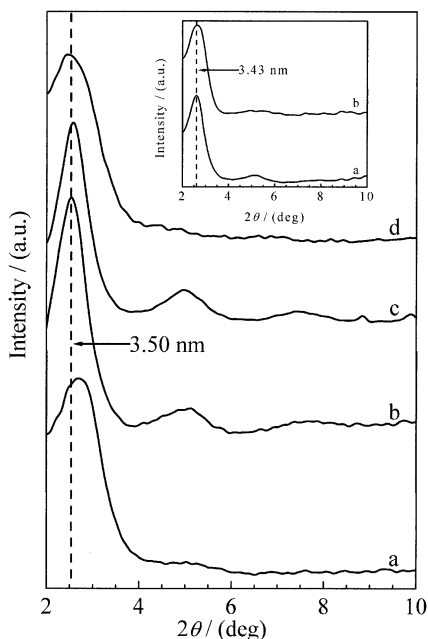 Intensity / (a.u.)
3.43 nm
b
a
2 4 6 8 10
2θ / (deg)
d
c
3.50 nm
b
a
Intensity / (a.u.)
2 4 6 8 10
2θ / (deg)